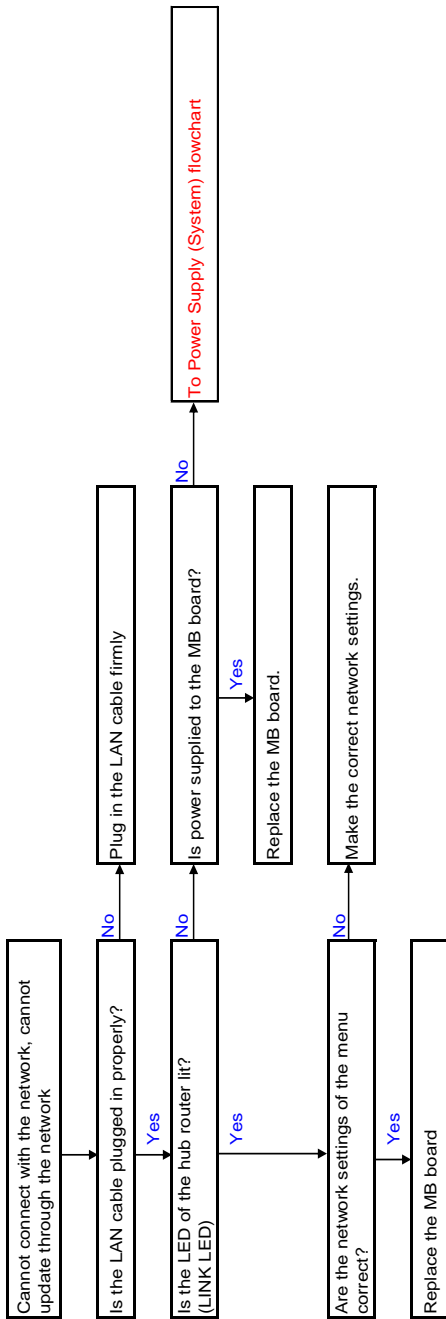 Cannot connect with the network, cannot
update through the network
Is the LAN cable plugged in properly?
No
Plug in the LAN cable firmly
Yes
Is the LED of the hub router lit?
(LINK LED)
No
Is power supplied to the MB board?
No
To Power Supply (System) flowchart
Yes
Replace the MB board.
Yes
Are the network settings of the menu
correct?
No
Make the correct network settings.
Yes
Replace the MB board